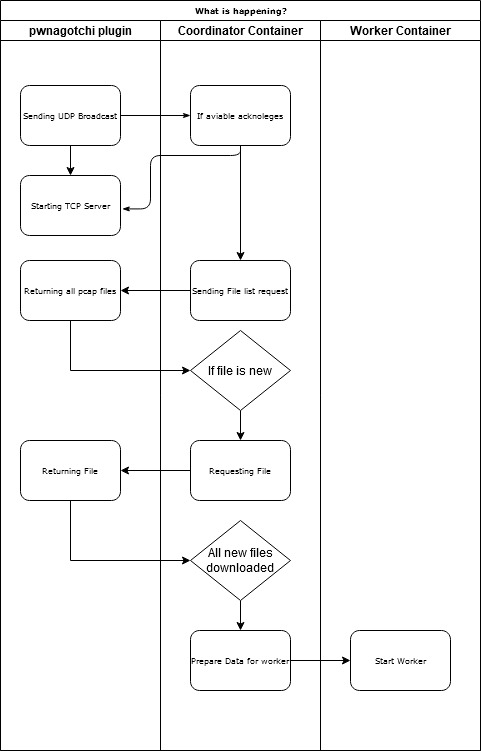 What is happening?
pwnagotchi plugin
Coordinator Container
Worker Container
Sending UDP Broadcast
If aviable acknoleges
Starting TCP Server
Returning all pcap files
Sending File list request
If file is new
Returning File
Requesting File
All new files
downloaded
Prepare Data for worker
Start Worker